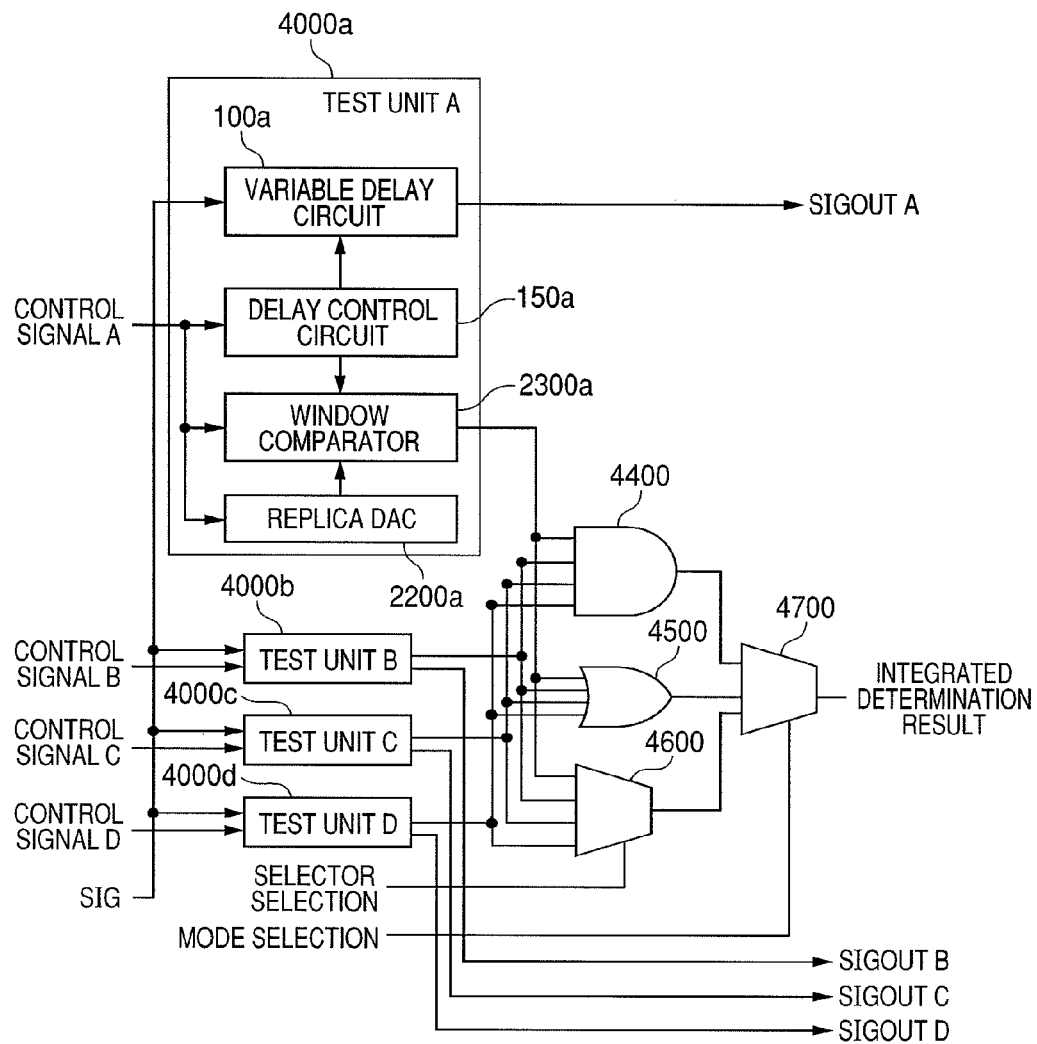 4000a
TEST UNIT A
100a
VARIABLE DELAY
CIRCUIT
SIGOUT A
CONTROL
SIGNAL A
DELAY CONTROL
CIRCUIT
150a
2300a
WINDOW
COMPARATOR
REPLICA DAC
2200a
4400
4000b
CONTROL
SIGNAL B
TEST UNIT B
4500
4700
INTEGRATED
DETERMINATION
RESULT
4000c
CONTROL
SIGNAL C
TEST UNIT C
4600
4000d
CONTROL
SIGNAL D
TEST UNIT D
SIG
SELECTOR
SELECTION
MODE SELECTION
SIGOUT B
SIGOUT C
SIGOUT D